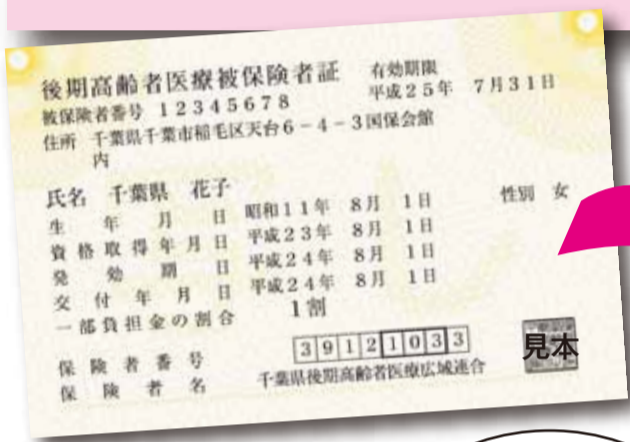 後期高齢者医療被保険者証
有効期限
被保険者番号 12345678
平成25年 7月31日
住所 千葉県千葉市稲毛区天台6-4-3国保会館
内
氏名 千葉県 花子
性別 女
生年月日 昭和11年 8月 1日
資格取得年月日 平成23年 8月 1日
発効期日 平成24年 8月 1日
交付年月日 平成24年 8月 1日
一部負担金の割合 1割
保険者番号 39121033
保険者名 千葉県後期高齢者医療広域連合
見本